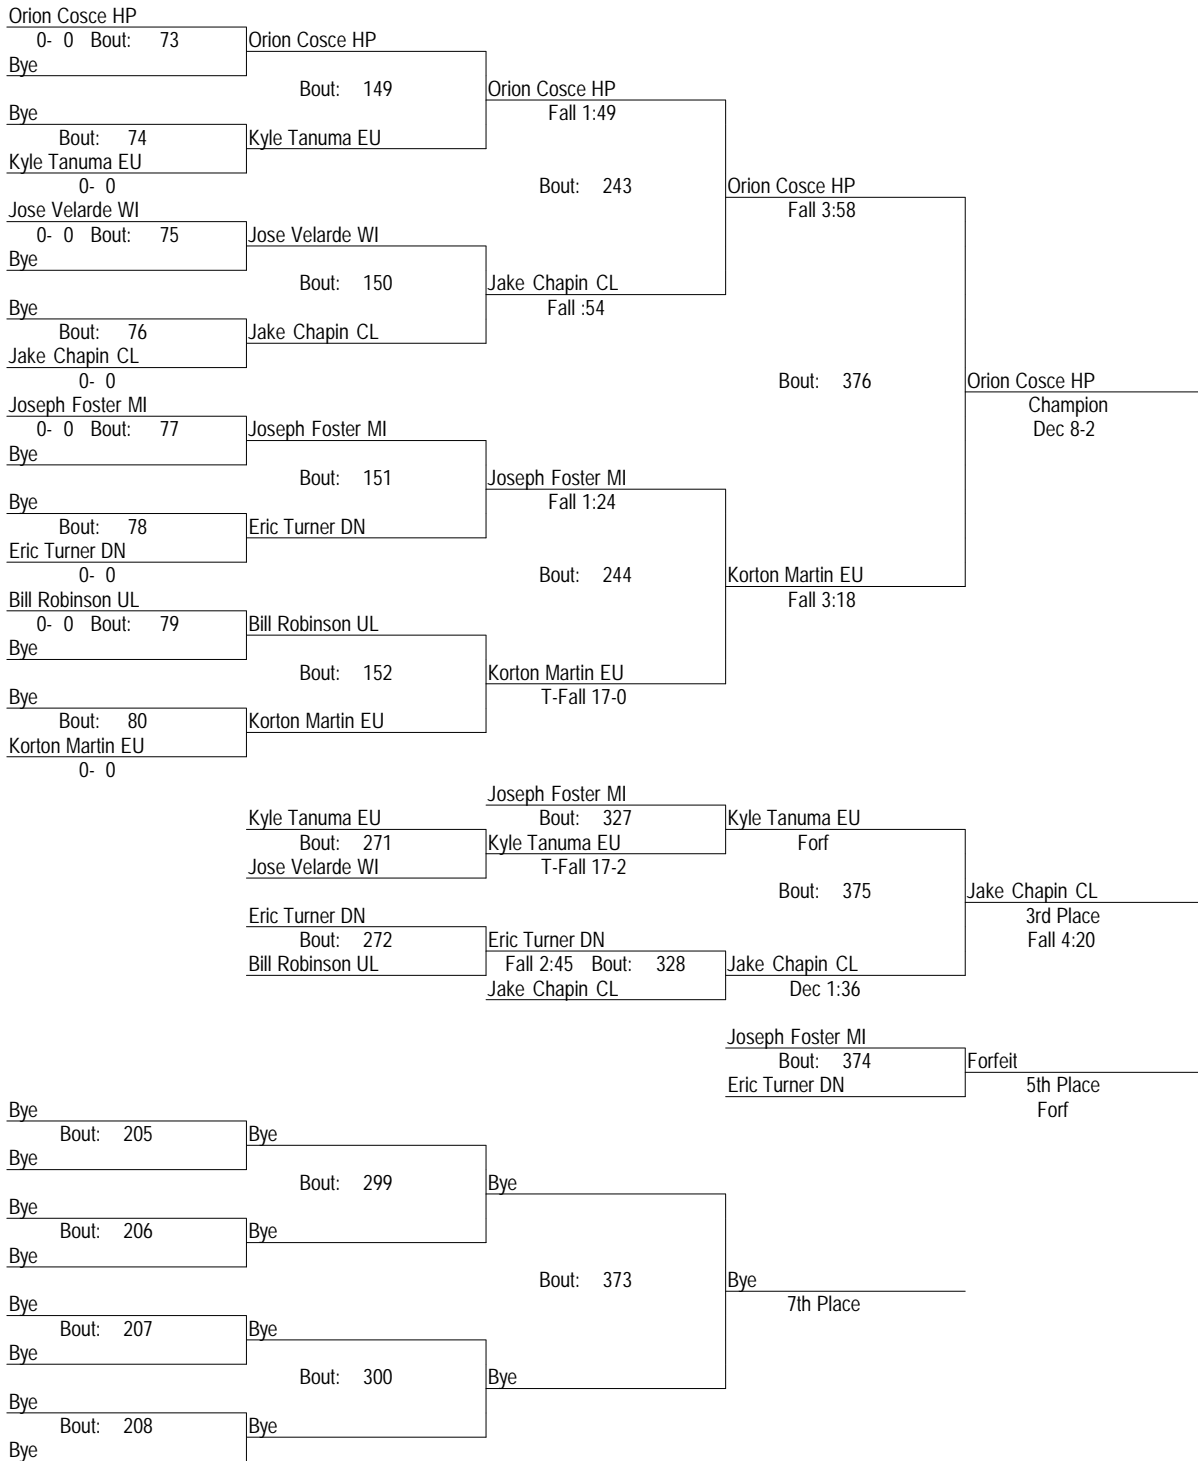 Orion Cosce HP
0- 0 Bout: 73
Orion Cosce HP
Bye
Bout: 149
Orion Cosce HP
Bye
Fall 1:49
Bout: 74
Kyle Tanuma EU
Kyle Tanuma EU
0- 0
Bout: 243
Orion Cosce HP
Jose Velarde WI
Fall 3:58
0- 0 Bout: 75
Jose Velarde WI
Bye
Bout: 150
Jake Chapin CL
Bye
Fall :54
Bout: 76
Jake Chapin CL
Jake Chapin CL
0- 0
Bout: 376
Orion Cosce HP
Joseph Foster MI
Champion
0- 0 Bout: 77
Joseph Foster MI
Dec 8-2
Bye
Bout: 151
Joseph Foster MI
Bye
Fall 1:24
Bout: 78
Eric Turner DN
Eric Turner DN
0- 0
Bout: 244
Korton Martin EU
Bill Robinson UL
Fall 3:18
0- 0 Bout: 79
Bill Robinson UL
Bye
Bout: 152
Korton Martin EU
Bye
T-Fall 17-0
Bout: 80
Korton Martin EU
Korton Martin EU
0- 0
Joseph Foster MI
Kyle Tanuma EU
Bout: 327
Kyle Tanuma EU
Bout: 271
Kyle Tanuma EU
Forf
Jose Velarde WI
T-Fall 17-2
Bout: 375
Jake Chapin CL
Eric Turner DN
3rd Place
Bout: 272
Eric Turner DN
Fall 4:20
Bill Robinson UL
Fall 2:45 Bout: 328
Jake Chapin CL
Jake Chapin CL
Dec 1:36
Joseph Foster MI
Bout: 374
Forfeit
Eric Turner DN
5th Place
Forf
Bye
Bout: 205
Bye
Bye
Bout: 299
Bye
Bye
Bout: 206
Bye
Bye
Bout: 373
Bye
Bye
7th Place
Bout: 207
Bye
Bye
Bout: 300
Bye
Bye
Bout: 208
Bye
Bye